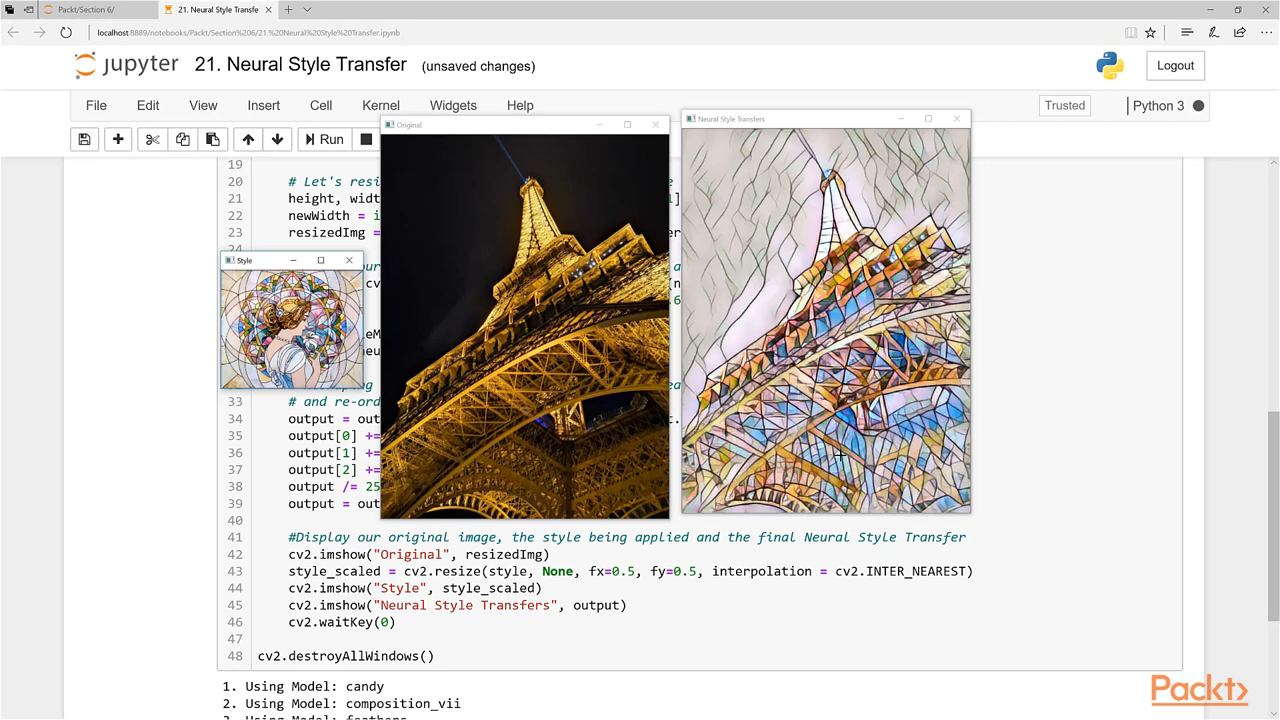 Packt/Section 6/
21. Neural Style Transfe
localhost:8889/notebooks/Packt/Section%206/21.%20Neural%20Style%20Transfer.ipynb
jupyter
21. Neural Style Transfer
(unsaved changes)
Logout
File Edit View Insert Cell Kernel Widgets Help
Trusted
Python 3
Run
Original
Neural Style Transfers
Style
19
20 # Let's resi
21 height, widt
22 newWidth = i
23 resizedImg =
24
33 # and re-ord
34 output = out
35 output[0] +=
36 output[1] +=
37 output[2] +=
38 output /= 25
39 output = out
40
41 #Display our original image, the style being applied and the final Neural Style Transfer
42 cv2.imshow("Original", resizedImg)
43 style_scaled = cv2.resize(style, None, fx=0.5, fy=0.5, interpolation = cv2.INTER_NEAREST)
44 cv2.imshow("Style", style_scaled)
45 cv2.imshow("Neural Style Transfers", output)
46 cv2.waitKey(0)
47
48 cv2.destroyAllWindows()
1. Using Model: candy
2. Using Model: composition_vii
Packt